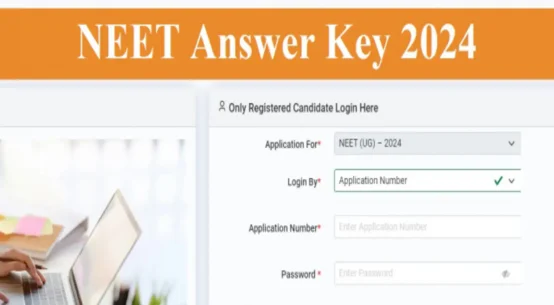 NEET Answer Key 2024
Only Registered Candidate Login Here
Application For* NEET (UG) – 2024
Login By* Application Number
Application Number* Enter Application Number
Password * Enter Password